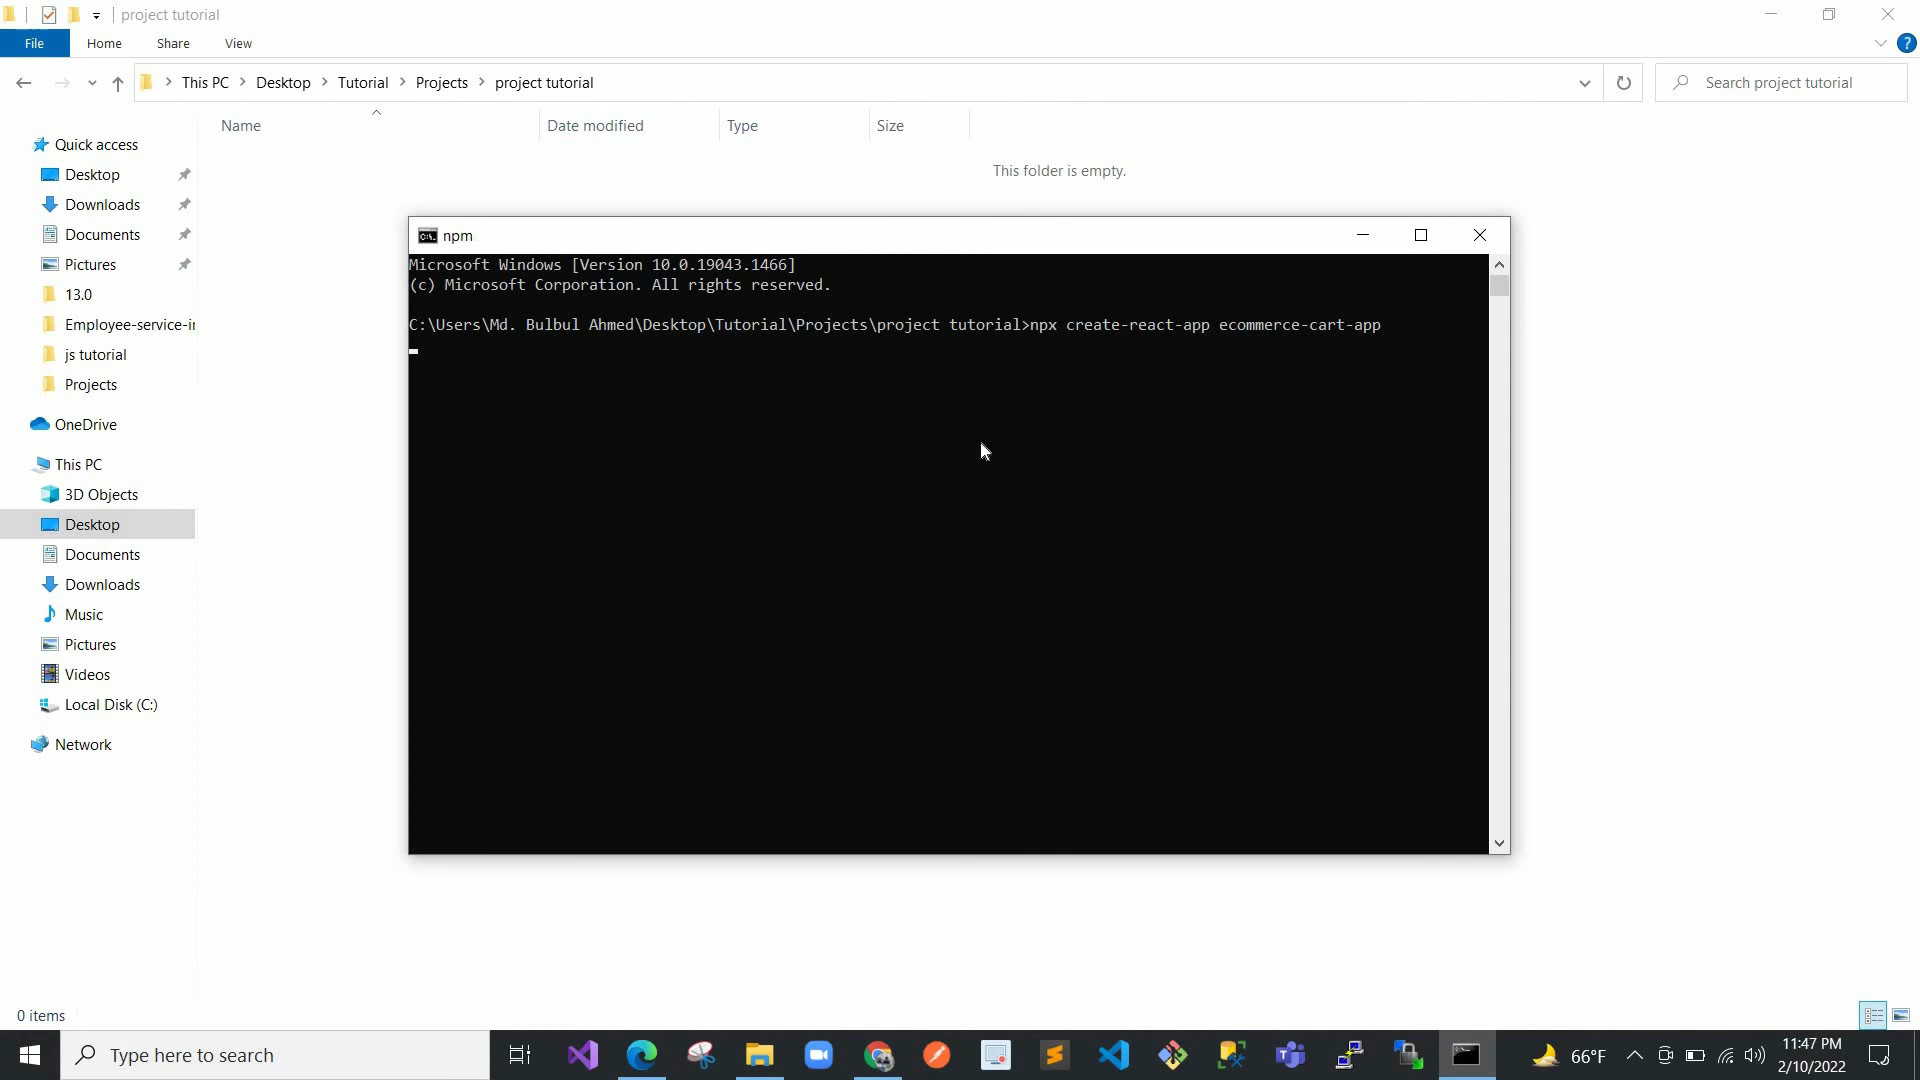 project tutorial
File Home Share View
This PC Desktop Tutorial Projects project tutorial
Search project tutorial
Name Date modified Type Size
This folder is empty.
Quick access
Desktop
Downloads
Documents
Pictures
13.0
Employee-service-in
js tutorial
Projects
OneDrive
This PC
3D Objects
Desktop
Documents
Downloads
Music
Pictures
Videos
Local Disk (C:)
Network
npm
Microsoft Windows [Version 10.0.19043.1466]
(c) Microsoft Corporation. All rights reserved.
C:\Users\Md. Bulbul Ahmed\Desktop\Tutorial\Projects\project tutorial>npx create-react-app ecommerce-cart-app
0 items
Type here to search
66°F
11:47 PM
2/10/2022